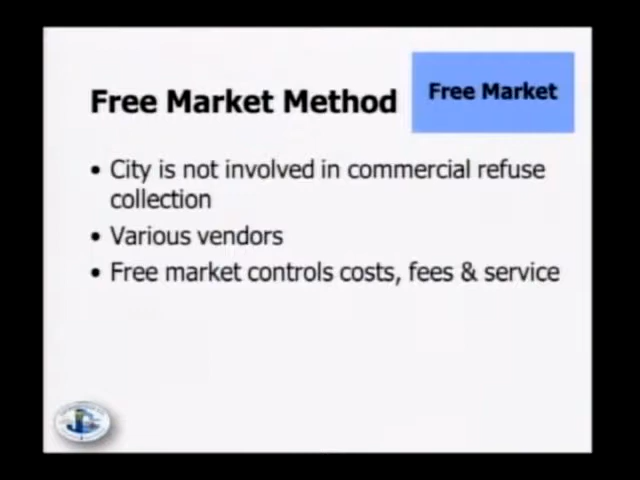 Free Market Method
Free Market
• City is not involved in commercial refuse
collection
• Various vendors
• Free market controls costs, fees & service